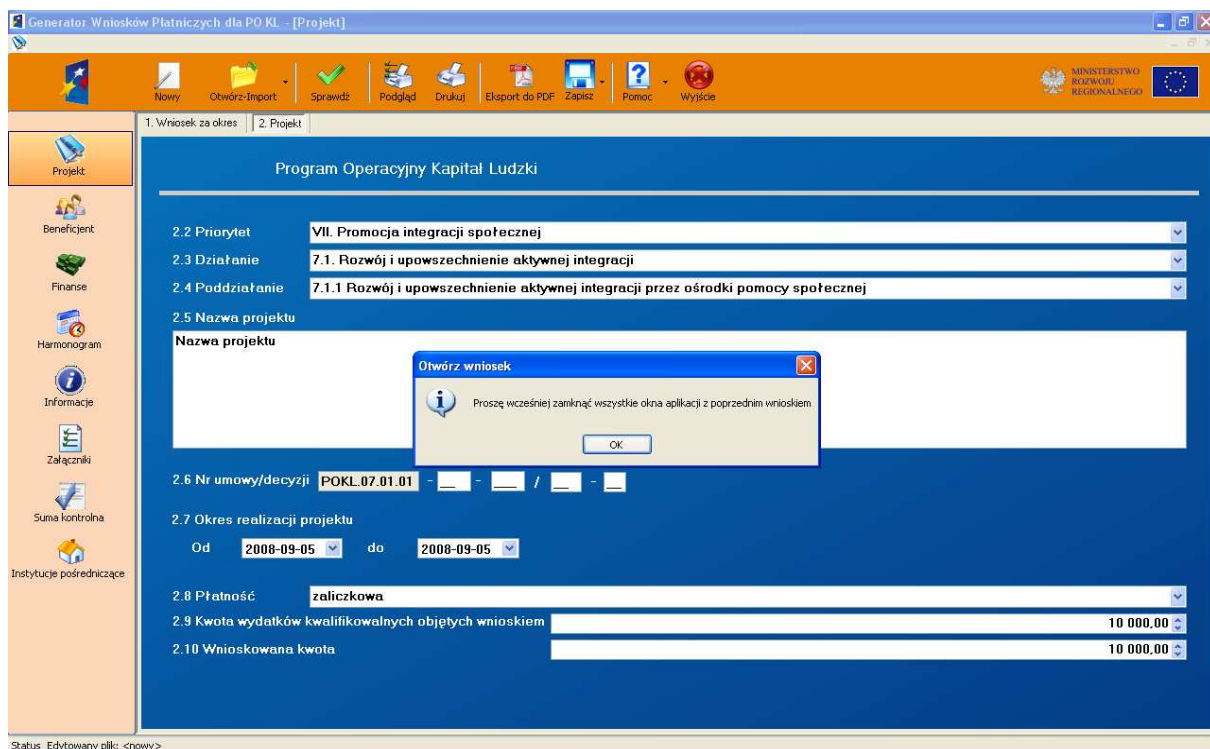 Generator Wniosków Płatniczych dla PO KL - [Projekt]
Nowy Otwórz-Import Sprawdź Podgląd Drukuj Eksport do PDF Zapisz Pomoc Wyjście
MINISTERSTWO
ROZWOJU
REGIONALNEGO
1. Wniosek za okres 2. Projekt
Projekt
Beneficjent
Finanse
Harmonogram
Informacje
Załączniki
Suma kontrolna
Instytucje pośredniczące
Program Operacyjny Kapitał Ludzki
2.2 Priorytet VII. Promocja integracji społecznej
2.3 Działanie 7.1. Rozwój i upowszechnienie aktywnej integracji
2.4 Poddziałanie 7.1.1 Rozwój i upowszechnienie aktywnej integracji przez ośrodki pomocy społecznej
2.5 Nazwa projektu
Nazwa projektu
Otwórz wniosek
Proszę wcześniej zamknąć wszystkie okna aplikacji z poprzednim wnioskiem
OK
2.6 Nr umowy/decyzji POKL.07.01.01 - __ - ___ / __ - __
2.7 Okres realizacji projektu
Od 2008-09-05 do 2008-09-05
2.8 Płatność zaliczkowa
2.9 Kwota wydatków kwalifikowalnych objętych wnioskiem 10 000,00
2.10 Wnioskowana kwota 10 000,00
Status Edytowany plik: <nowy>